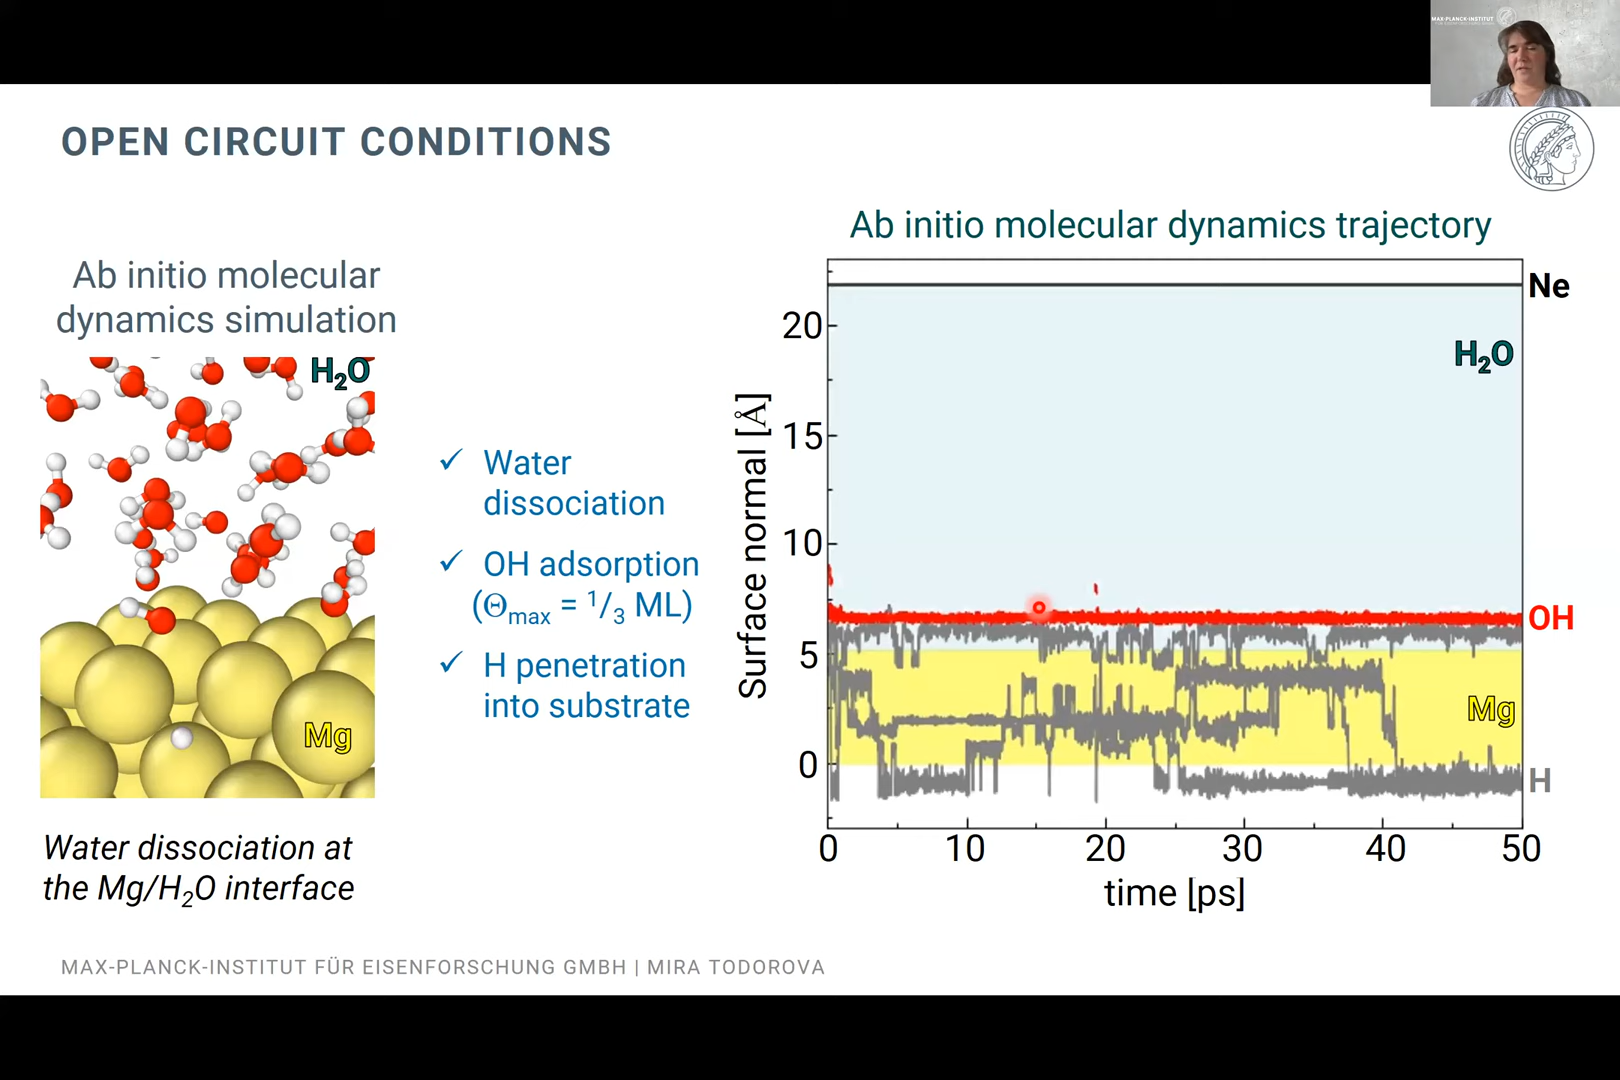 MAX-PLANCK-INSTITUT
OPEN CIRCUIT CONDITIONS
Ab initio molecular
dynamics simulation
H₂O
Mg
Water dissociation at
the Mg/H₂O interface
✓ Water
dissociation
✓ OH adsorption
(Θmax = ¹/₃ ML)
✓ H penetration
into substrate
Ab initio molecular dynamics trajectory
Surface normal [Å]
20
15
10
5
0
Ne
H₂O
OH
Mg
H
0 10 20 30 40 50
time [ps]
MAX-PLANCK-INSTITUT FÜR EISENFORSCHUNG GMBH | MIRA TODOROVA